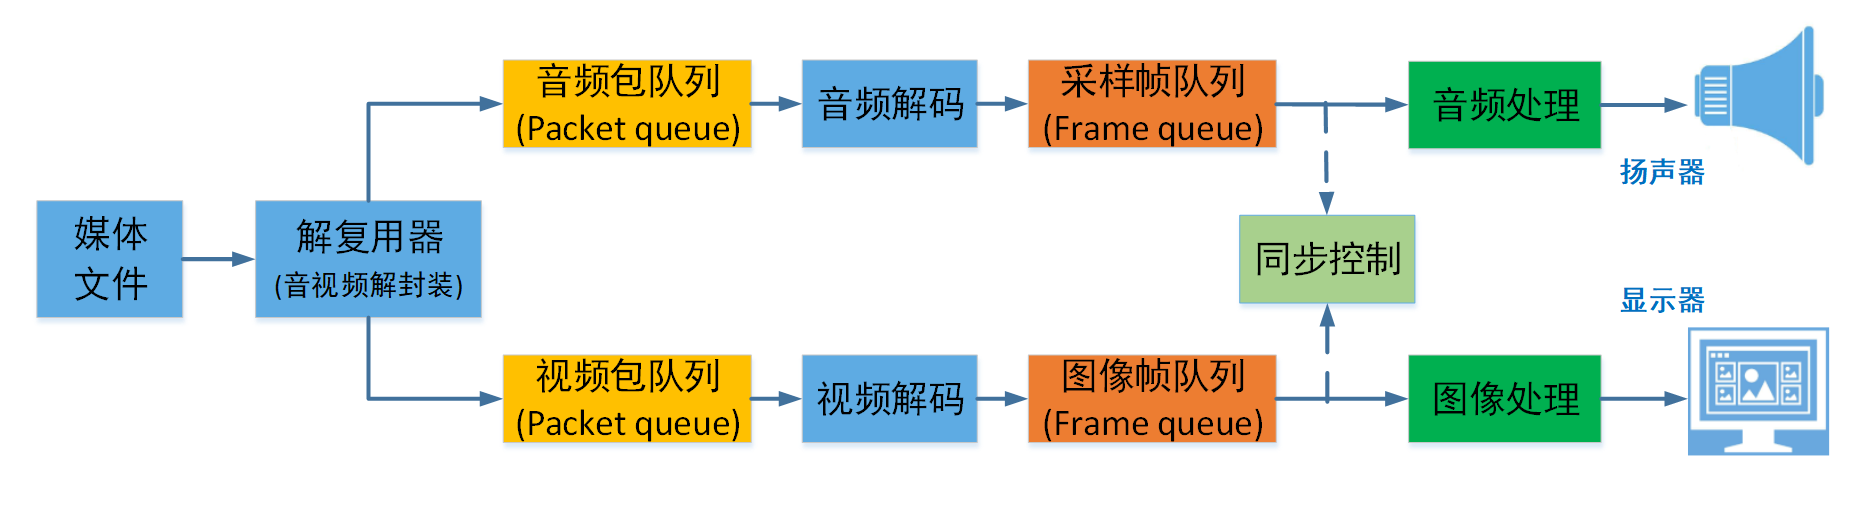 媒体
文件
解复用器
(音视频解封装)
音频包队列
(Packet queue)
音频解码
采样帧队列
(Frame queue)
音频处理
扬声器
同步控制
视频包队列
(Packet queue)
视频解码
图像帧队列
(Frame queue)
图像处理
显示器